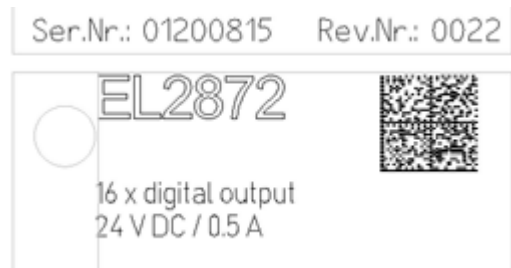 Ser.Nr.: 01200815 Rev.Nr.: 0022
EL2872
16 x digital output
24 V DC / 0.5 A